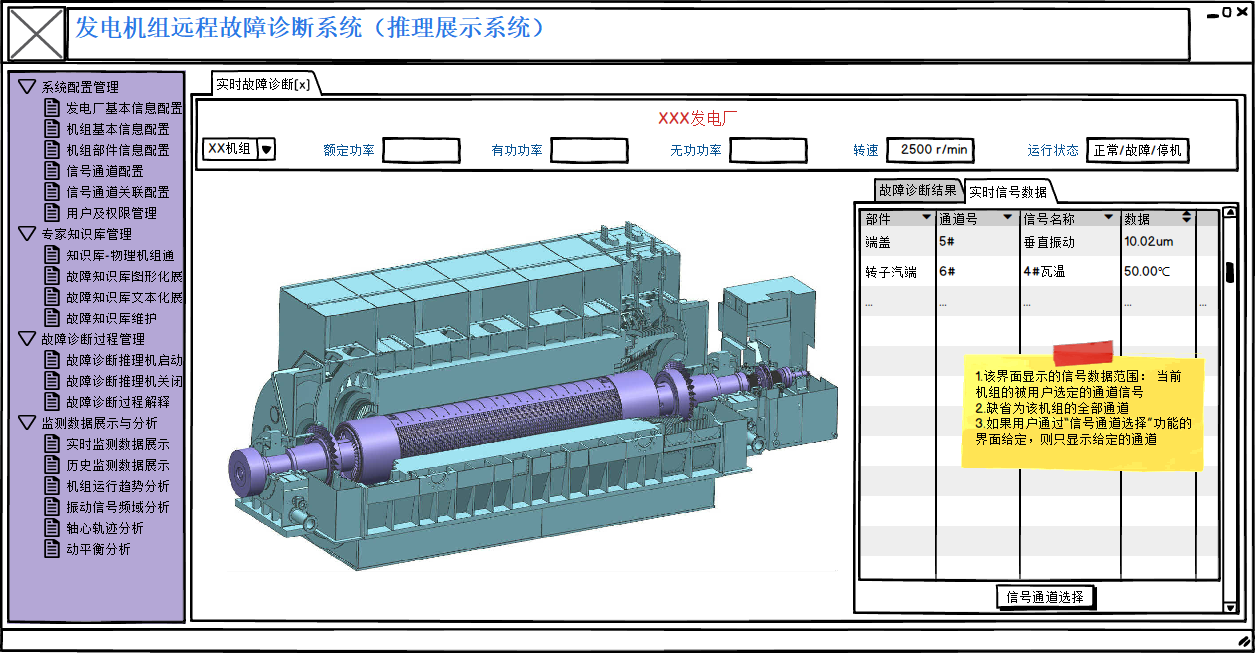 发电机组远程故障诊断系统（推理展示系统）
系统配置管理
发电厂基本信息配置
机组基本信息配置
机组部件信息配置
信号通道配置
信号通道关联配置
用户及权限管理
专家知识库管理
知识库-物理机组通
故障知识库图形化展
故障知识库文本化展
故障知识库维护
故障诊断过程管理
故障诊断推理机启动
故障诊断推理机关闭
故障诊断过程解释
监测数据展示与分析
实时监测数据展示
历史监测数据展示
机组运行趋势分析
振动信号频域分析
轴心轨迹分析
动平衡分析
实时故障诊断[x]
XXX发电厂
XX机组 额定功率 有功功率 无功功率 转速 2500 r/min 运行状态 正常/故障/停机
故障诊断结果 实时信号数据
部件 通道号 信号名称 数据
端盖 5# 垂直振动 10.02um
转子汽端 6# 4#瓦温 50.00℃
... ... ... ... ...
1.该界面显示的信号数据范围： 当前
机组的被用户选定的通道信号
2.缺省为该机组的全部通道
3.如果用户通过“信号通道选择”功能的
界面给定，则只显示给定的通道
信号通道选择